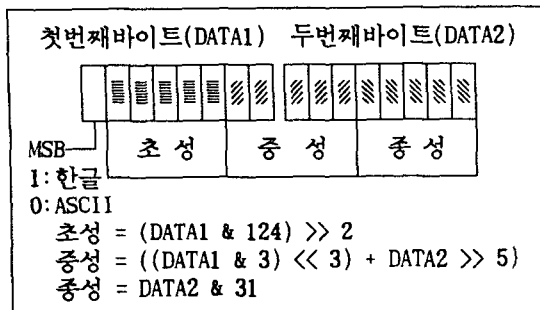 첫번째바이트(DATA1) 두번째바이트(DATA2)
MSB
초 성 중 성 종 성
1:한글
0:ASCII
초성 = (DATA1 & 124) >> 2
중성 = ((DATA1 & 3) << 3) + DATA2 >> 5)
종성 = DATA2 & 31